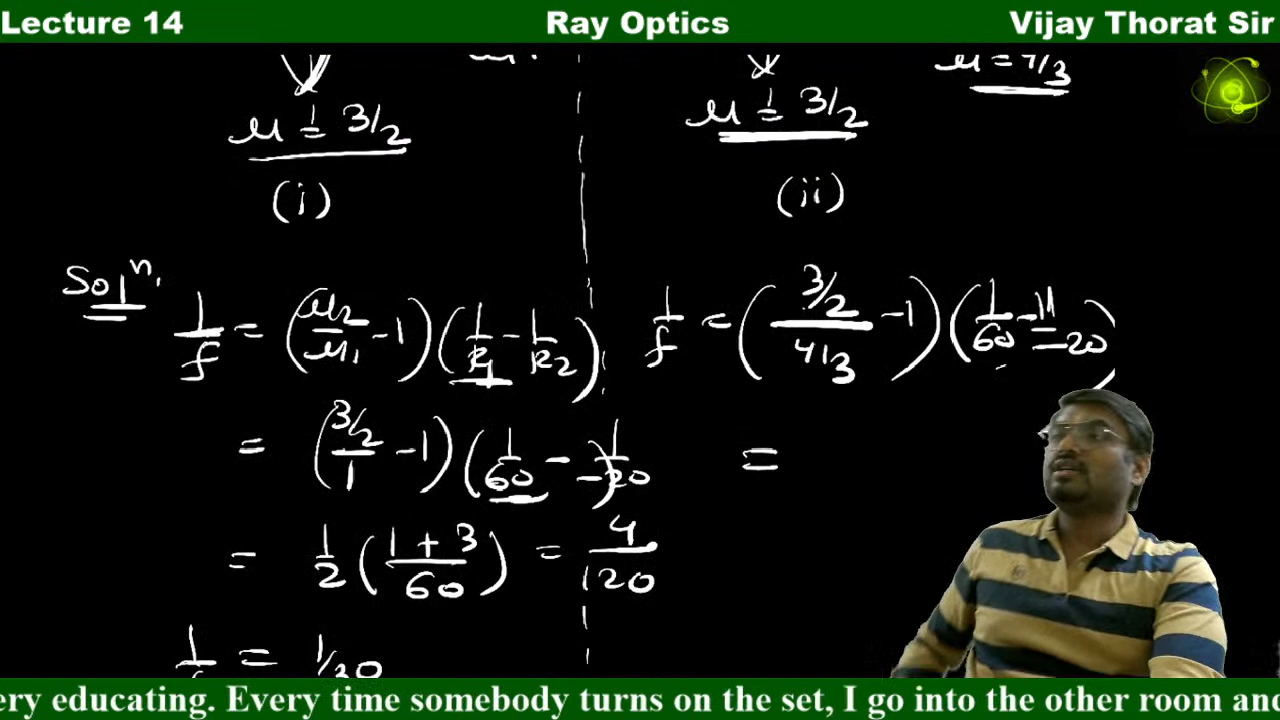 Lecture 14 Ray Optics Vijay Thorat Sir
μ = 4/3
μ = 3/2 μ = 3/2
(i) (ii)
Solⁿ.
1/f = (μ₂/μ₁ - 1)(1/R₁ - 1/R₂) 1/f = ((3/2)/(4/3) - 1)(1/60 - 1/-20)
= ((3/2)/1 - 1)(1/60 - 1/-20) =
= 1/2 ((1 + 3)/60) = 4/120
1/f = 1/30
ery educating. Every time somebody turns on the set, I go into the other room and